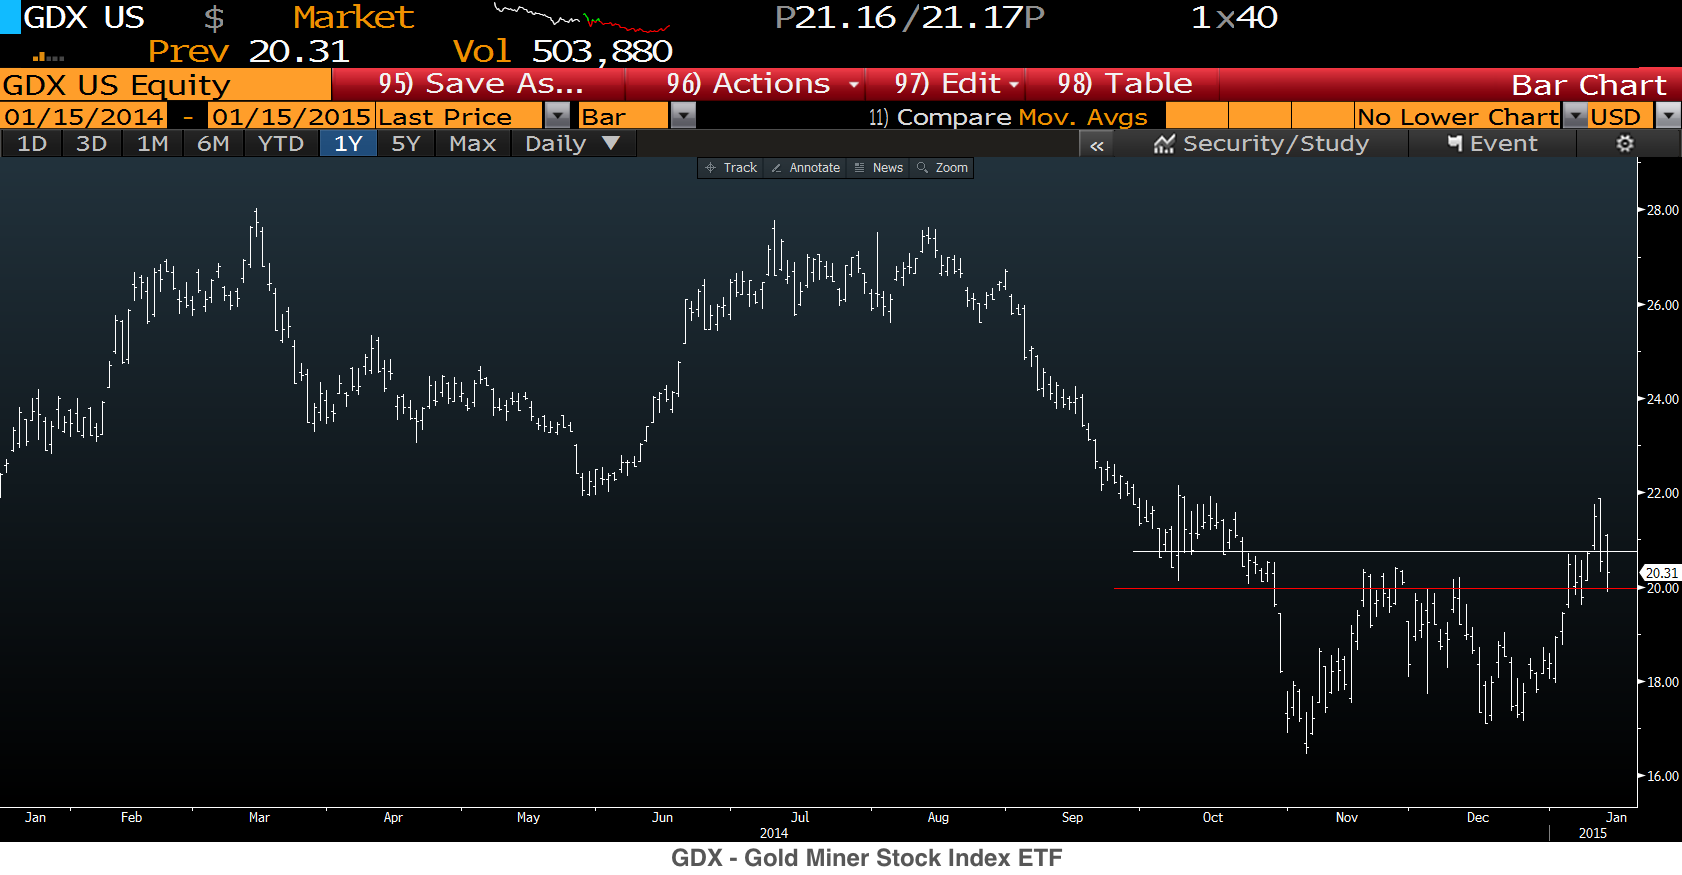 GDX US $ Market P21.16/21.17P 1x40
Prev 20.31 Vol 503,880
GDX US Equity 95) Save As... 96) Actions 97) Edit 98) Table Bar Chart
01/15/2014 - 01/15/2015 Last Price Bar 11) Compare Mov. Avgs No Lower Chart USD
1D 3D 1M 6M YTD 1Y 5Y Max Daily ▼ « Security/Study Event
Track Annotate News Zoom
28.00
26.00
24.00
22.00
20.31
20.00
18.00
16.00
Jan Feb Mar Apr May Jun Jul Aug Sep Oct Nov Dec Jan
2014 2015
GDX - Gold Miner Stock Index ETF